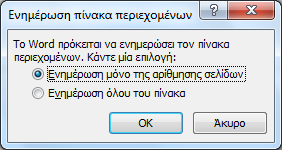 Ενημέρωση πίνακα περιεχομένων
Το Word πρόκειται να ενημερώσει τον πίνακα
περιεχομένων. Κάντε μία επιλογή:
Ενημέρωση μόνο της αρίθμησης σελίδων
Ενημέρωση όλου του πίνακα
OK
Άκυρο